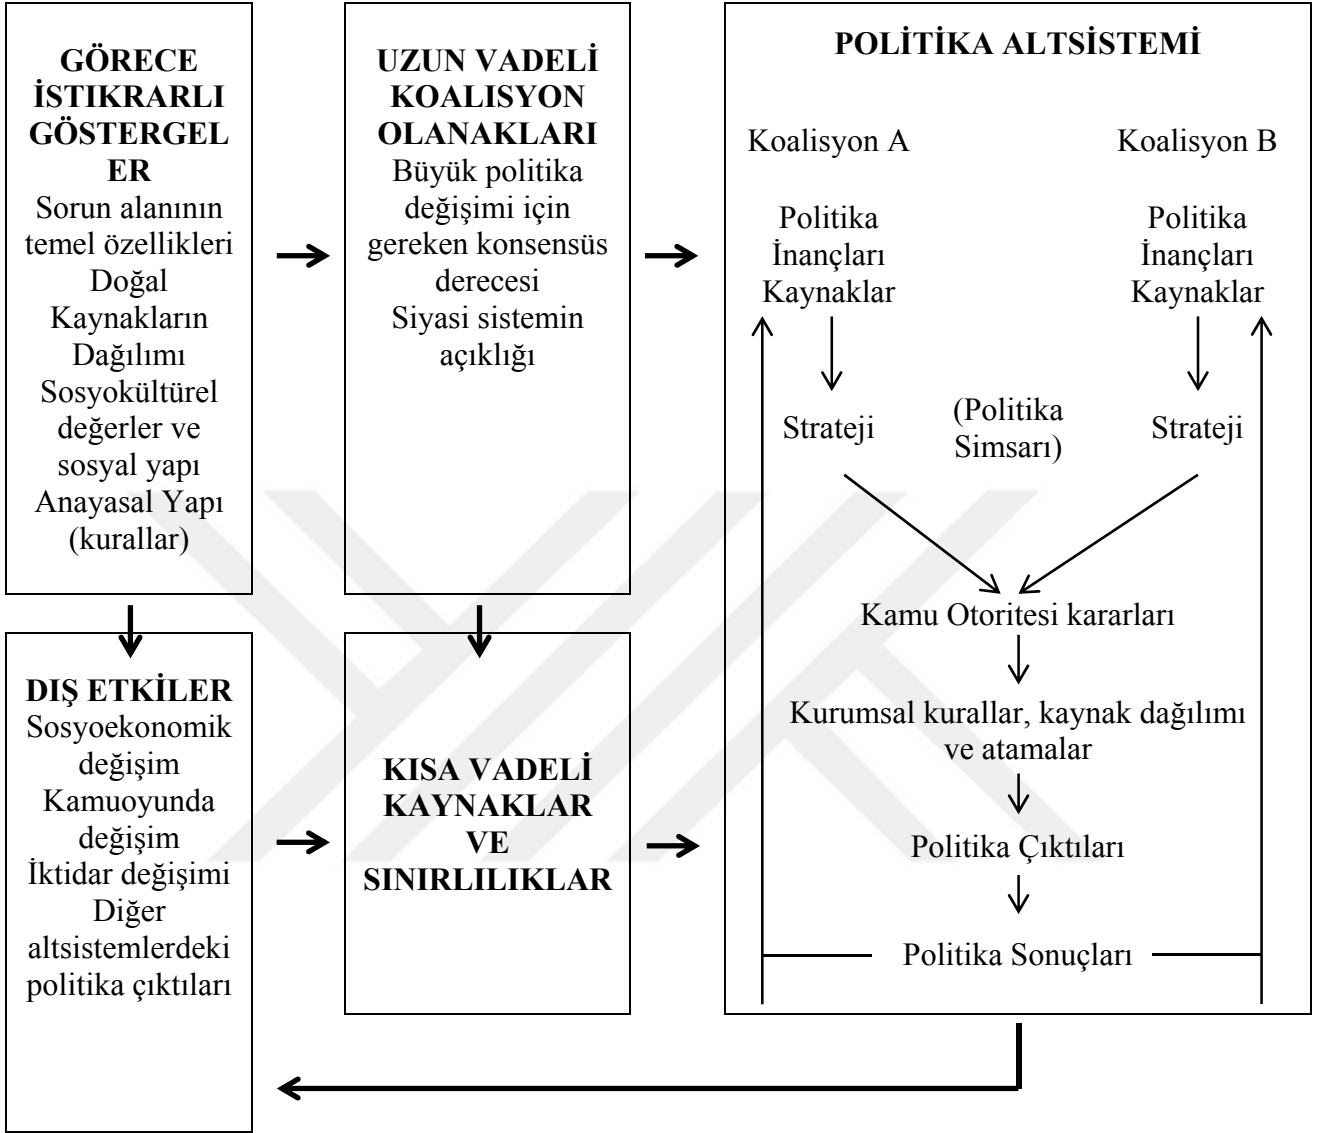 GÖRECE
İSTIKRARLI
GÖSTERGEL
ER
Sorun alanının
temel özellikleri
Doğal
Kaynakların
Dağılımı
Sosyokültürel
değerler ve
sosyal yapı
Anayasal Yapı
(kurallar)
UZUN VADELİ
KOALISYON
OLANAKLARI
Büyük politika
değişimi için
gereken konsensüs
derecesi
Siyasi sistemin
açıklığı
POLİTİKA ALTSİSTEMİ
Koalisyon A
Koalisyon B
Politika
İnançları
Kaynaklar
Politika
İnançları
Kaynaklar
Strateji
(Politika
Simsarı)
Strateji
Kamu Otoritesi kararları
Kurumsal kurallar, kaynak dağılımı
ve atamalar
Politika Çıktıları
Politika Sonuçları
DIŞ ETKİLER
Sosyoekonomik
değişim
Kamuoyunda
değişim
İktidar değişimi
Diğer
altsistemlerdeki
politika çıktıları
KISA VADELİ
KAYNAKLAR
VE
SINIRLILIKLAR